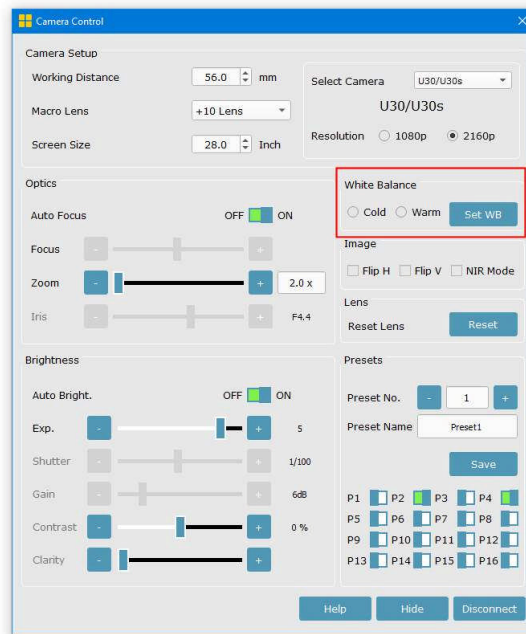 Camera Control
Camera Setup
Working Distance
- 56.0 mm
Macro Lens
+10 Lens
Screen Size
28.0 Inch
Select Camera
U30/U30s
U30/U30s
Resolution 1080p 2160p
Optics
Auto Focus OFF ON
Focus - +
Zoom - + 2.0 x
Iris - + F4.4
White Balance
Cold Warm Set WB
Image
Flip H Flip V NIR Mode
Lens
Reset Lens Reset
Brightness
Auto Bright. OFF ON
Exp. - + 5
Shutter - + 1/100
Gain - + 6dB
Contrast - + 0 %
Clarity - +
Presets
Preset No. - 1 +
Preset Name Preset1
Save
P1 P2 P3 P4
P5 P6 P7 P8
P9 P10 P11 P12
P13 P14 P15 P16
Help Hide Disconnect